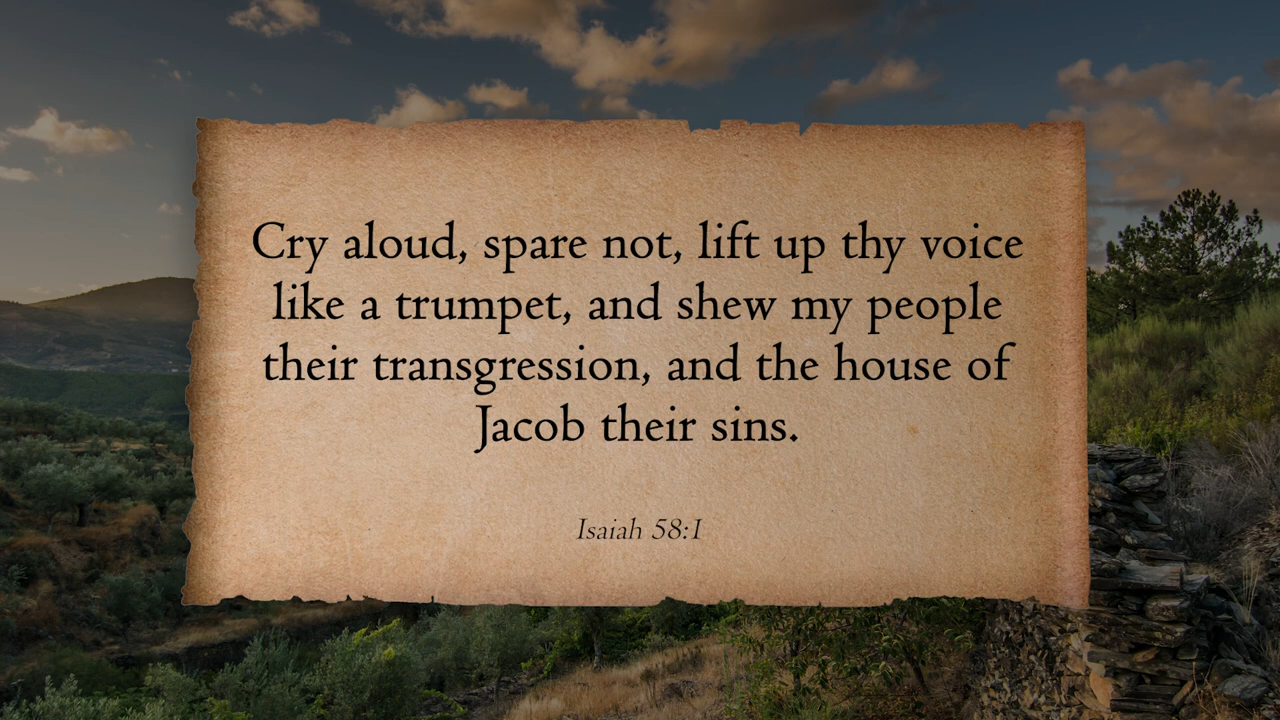 Cry aloud, spare not, lift up thy voice
like a trumpet, and shew my people
their transgression, and the house of
Jacob their sins.
Isaiah 58:1